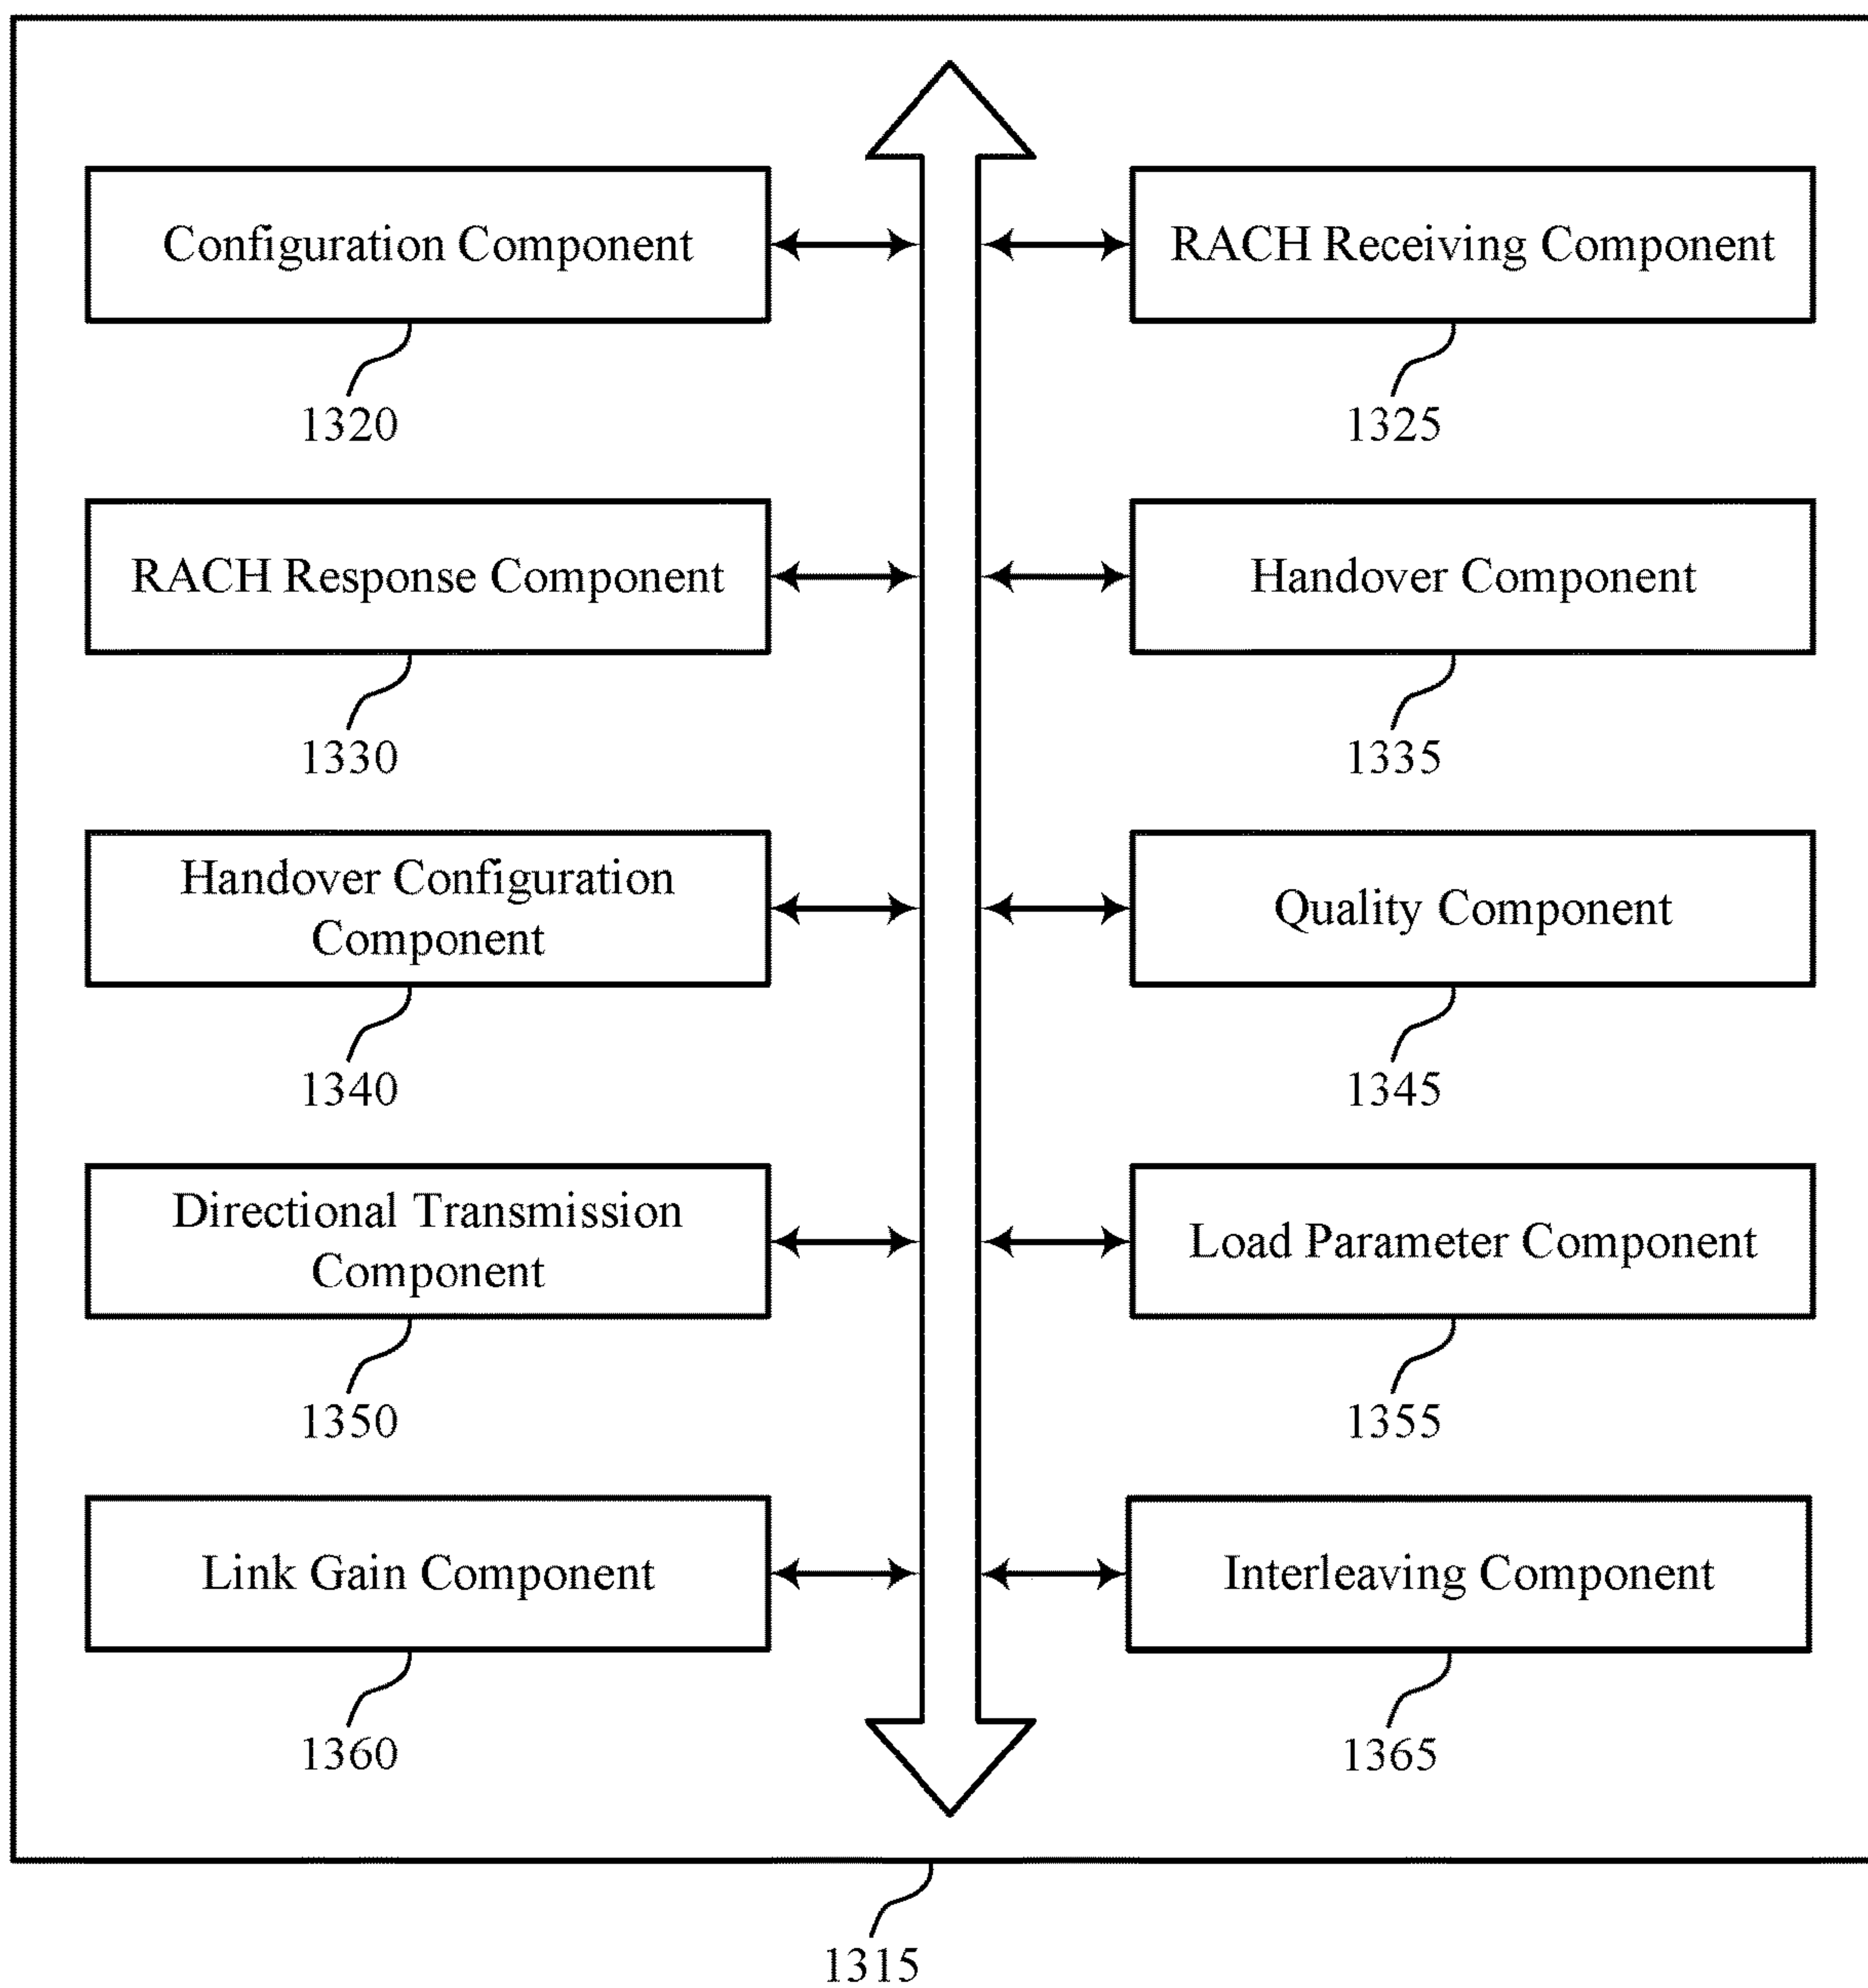 Configuration Component
RACH Receiving Component
1320
1325
RACH Response Component
Handover Component
1330
1335
Handover Configuration
Component
Quality Component
1340
1345
Directional Transmission
Component
Load Parameter Component
1350
1355
Link Gain Component
Interleaving Component
1360
1365
1315